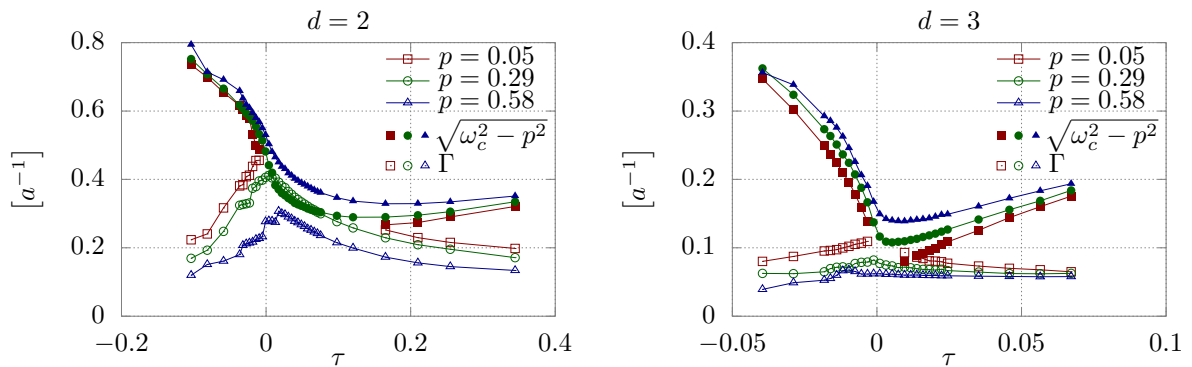 d = 2
0.8
0.6
0.4
0.2
0
[a⁻¹]
−0.2
0
0.2
0.4
τ
p = 0.05
p = 0.29
p = 0.58
√(ω_c² − p²)
Γ
d = 3
0.4
0.3
0.2
0.1
0
[a⁻¹]
−0.05
0
0.05
0.1
τ
p = 0.05
p = 0.29
p = 0.58
√(ω_c² − p²)
Γ